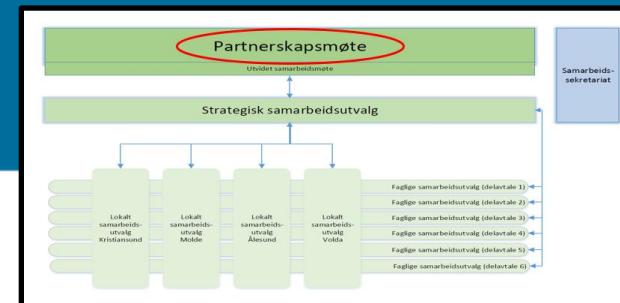 Partnerskapsmøte
Utvidet samarbeidsmøte
Samarbeids-
sekretariat
Strategisk samarbeidsutvalg
Lokalt
samarbeids-
utvalg
Kristiansund
Lokalt
samarbeids-
utvalg
Molde
Lokalt
samarbeids-
utvalg
Ålesund
Lokalt
samarbeids-
utvalg
Volda
Faglige samarbeidsutvalg (delavtale 1)
Faglige samarbeidsutvalg (delavtale 2)
Faglige samarbeidsutvalg (delavtale 3)
Faglige samarbeidsutvalg (delavtale 4)
Faglige samarbeidsutvalg (delavtale 5)
Faglige samarbeidsutvalg (delavtale 6)